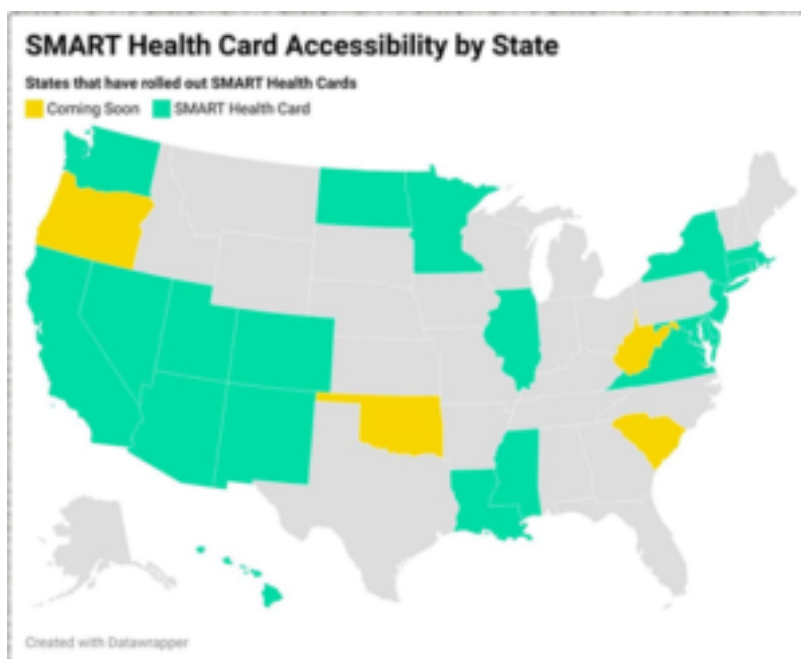 SMART Health Card Accessibility by State
States that have rolled out SMART Health Cards
Coming Soon SMART Health Card
Created with Datawrapper